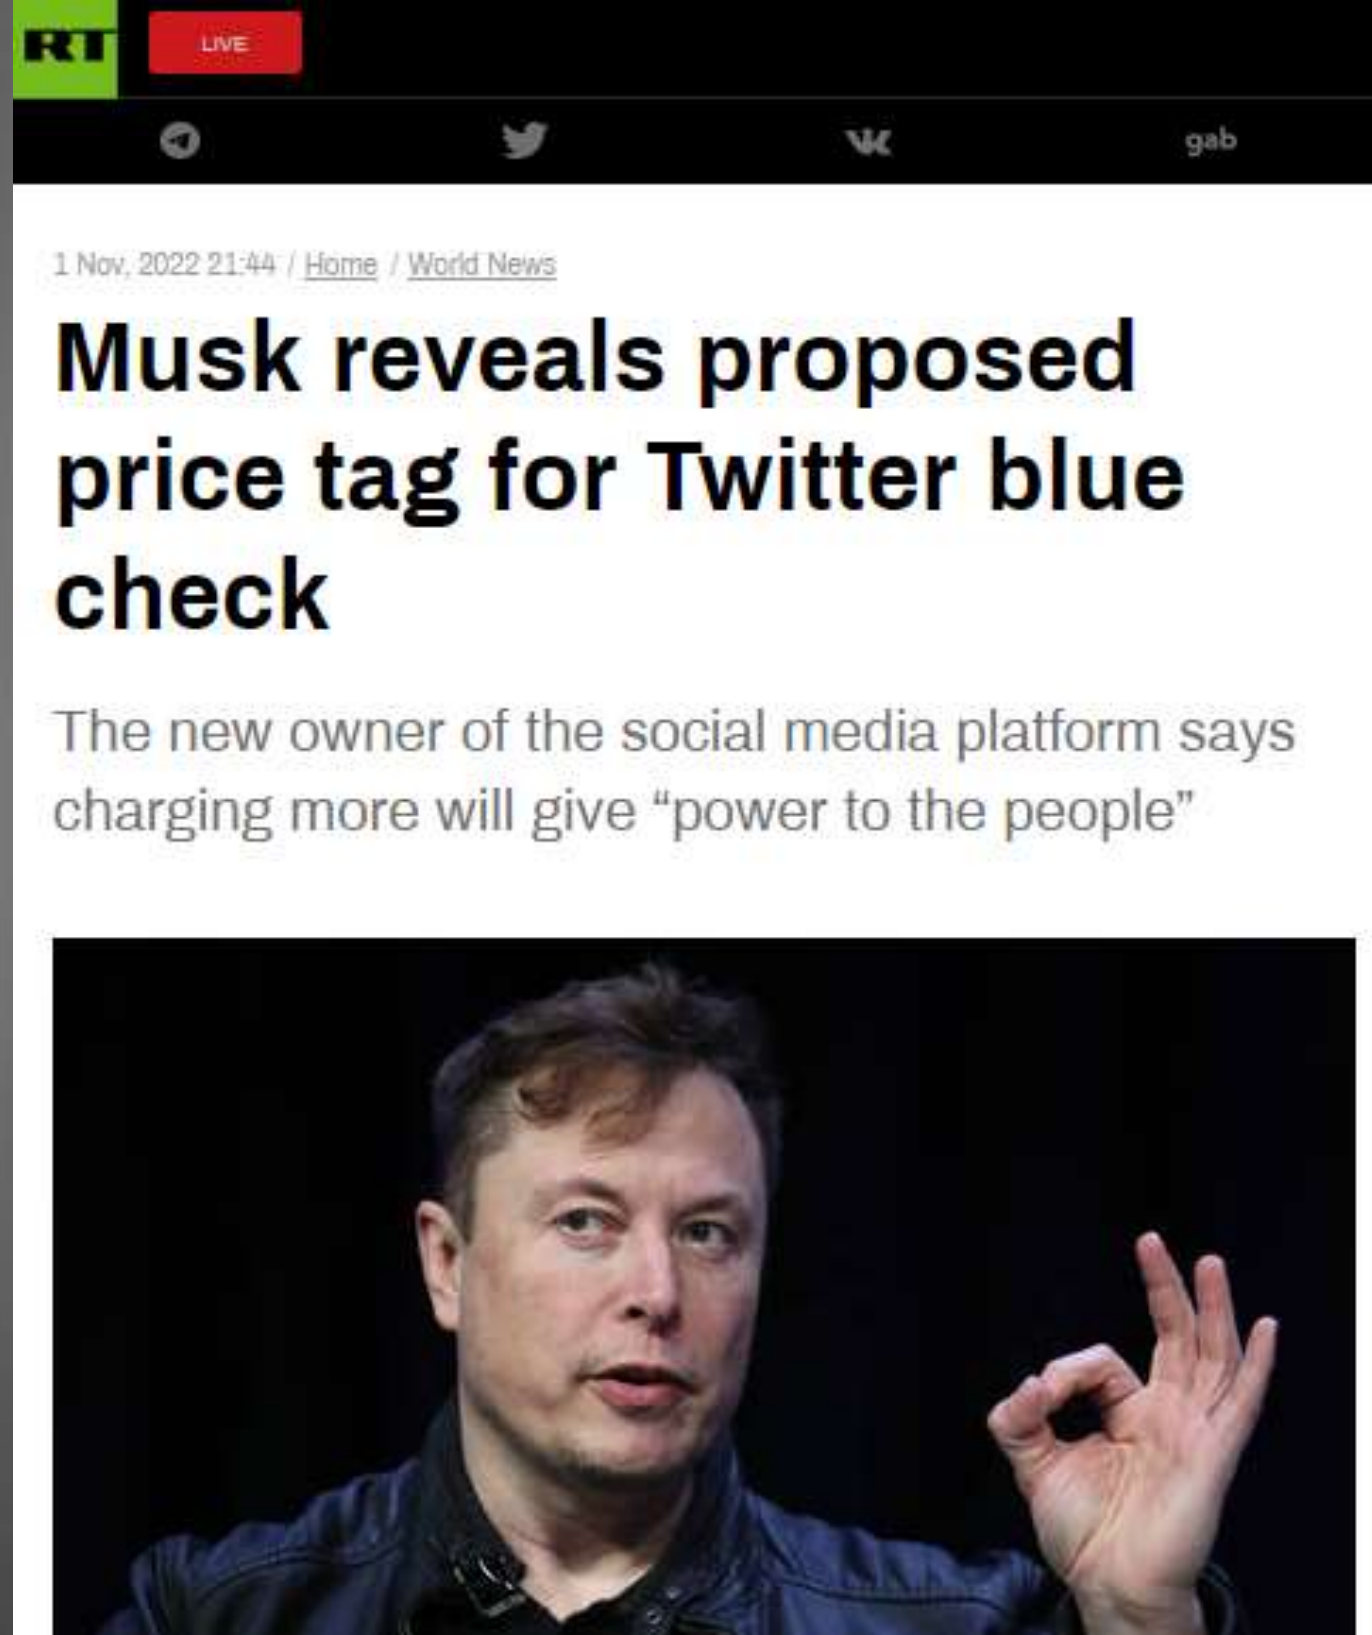 RT LIVE
gab
1 Nov, 2022 21:44 / Home / World News
Musk reveals proposed
price tag for Twitter blue
check
The new owner of the social media platform says
charging more will give “power to the people”